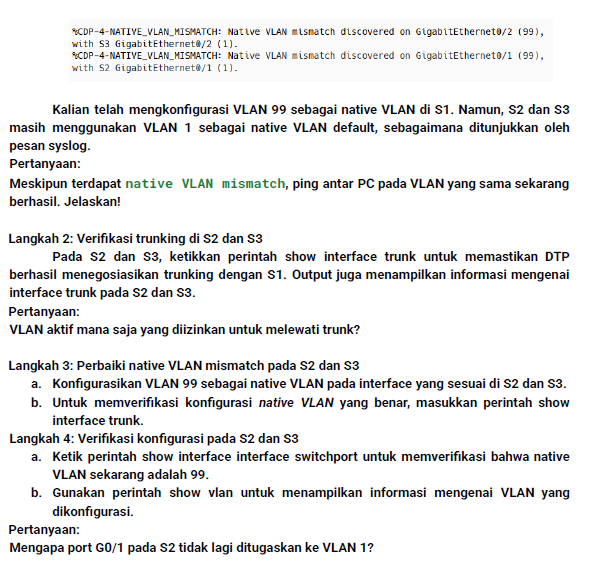 %CDP-4-NATIVE_VLAN_MISMATCH: Native VLAN mismatch discovered on GigabitEthernet0/2 (99),
with S3 GigabitEthernet0/2 (1).
%CDP-4-NATIVE_VLAN_MISMATCH: Native VLAN mismatch discovered on GigabitEthernet0/1 (99),
with S2 GigabitEthernet0/1 (1).
Kalian telah mengkonfigurasi VLAN 99 sebagai native VLAN di S1. Namun, S2 dan S3
masih menggunakan VLAN 1 sebagai native VLAN default, sebagaimana ditunjukkan oleh
pesan syslog.
Pertanyaan:
Meskipun terdapat native VLAN mismatch, ping antar PC pada VLAN yang sama sekarang
berhasil. Jelaskan!
Langkah 2: Verifikasi trunking di S2 dan S3
Pada S2 dan S3, ketikkan perintah show interface trunk untuk memastikan DTP
berhasil menegosiasikan trunking dengan S1. Output juga menampilkan informasi mengenai
interface trunk pada S2 dan S3.
Pertanyaan:
VLAN aktif mana saja yang diizinkan untuk melewati trunk?
Langkah 3: Perbaiki native VLAN mismatch pada S2 dan S3
a. Konfigurasikan VLAN 99 sebagai native VLAN pada interface yang sesuai di S2 dan S3.
b. Untuk memverifikasi konfigurasi native VLAN yang benar, masukkan perintah show
interface trunk.
Langkah 4: Verifikasi konfigurasi pada S2 dan S3
a. Ketik perintah show interface interface switchport untuk memverifikasi bahwa native
VLAN sekarang adalah 99.
b. Gunakan perintah show vlan untuk menampilkan informasi mengenai VLAN yang
dikonfigurasi.
Pertanyaan:
Mengapa port G0/1 pada S2 tidak lagi ditugaskan ke VLAN 1?